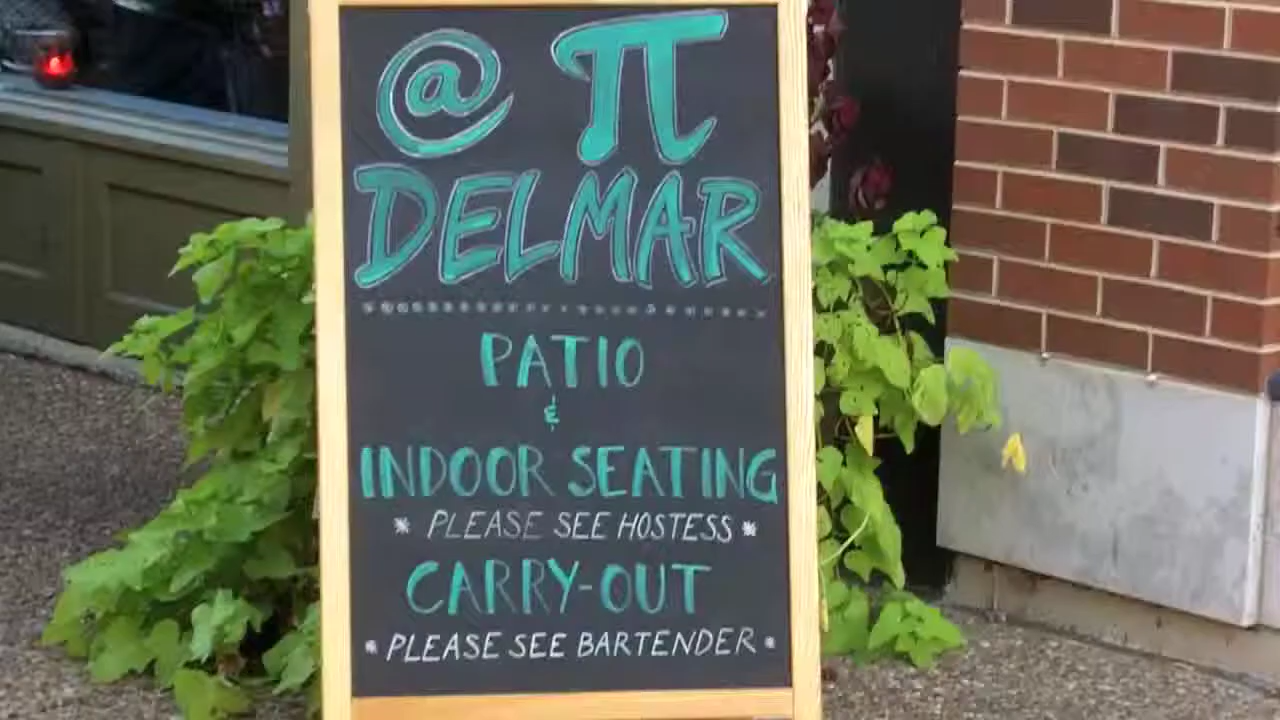 @ π
DELMAR
PATIO
&
INDOOR SEATING
* PLEASE SEE HOSTESS *
CARRY-OUT
* PLEASE SEE BARTENDER *